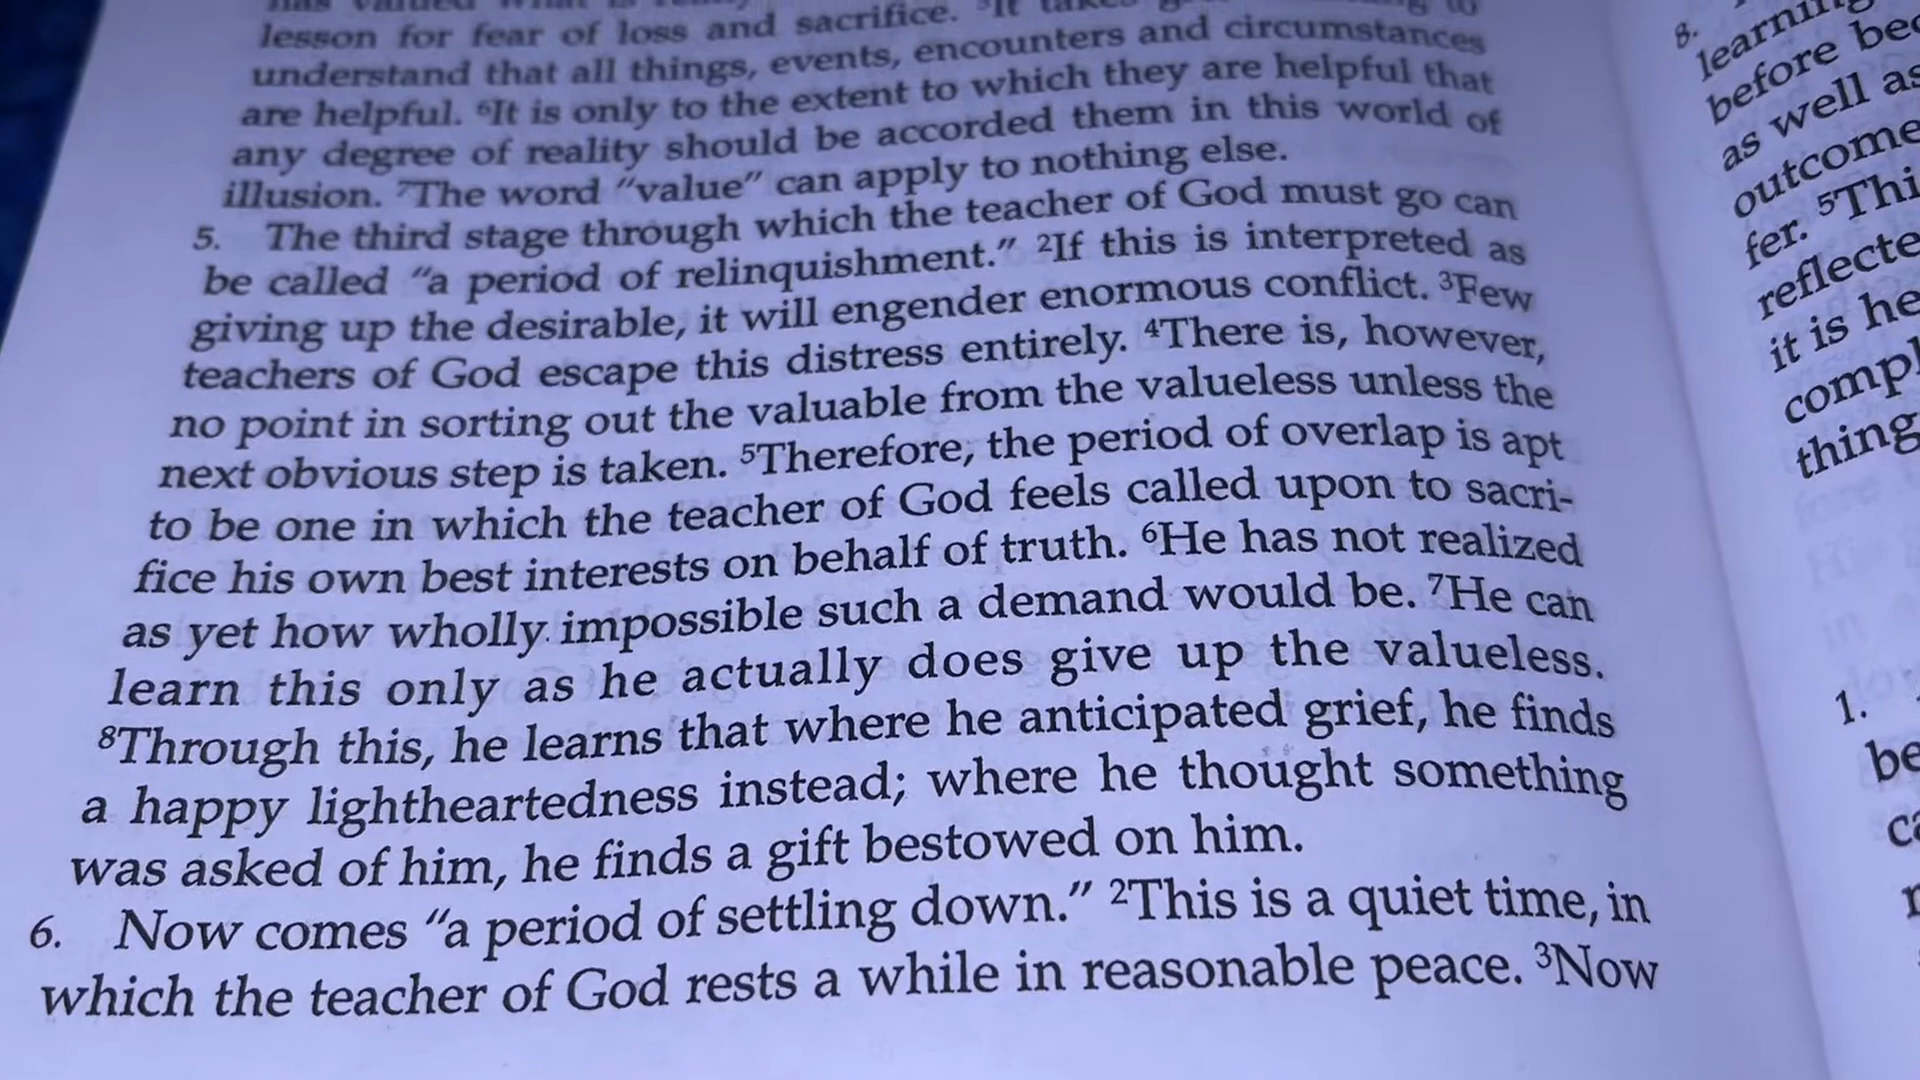 lesson for fear of loss and sacrifice. ⁵It
understand that all things, events, encounters and circumstances
are helpful. ⁶It is only to the extent to which they are helpful that
any degree of reality should be accorded them in this world of
illusion. ⁷The word “value” can apply to nothing else.
5. The third stage through which the teacher of God must go can
be called “a period of relinquishment.” ²If this is interpreted as
giving up the desirable, it will engender enormous conflict. ³Few
teachers of God escape this distress entirely. ⁴There is, however,
no point in sorting out the valuable from the valueless unless the
next obvious step is taken. ⁵Therefore, the period of overlap is apt
to be one in which the teacher of God feels called upon to sacri-
fice his own best interests on behalf of truth. ⁶He has not realized
as yet how wholly impossible such a demand would be. ⁷He can
learn this only as he actually does give up the valueless.
⁸Through this, he learns that where he anticipated grief, he finds
a happy lightheartedness instead; where he thought something
was asked of him, he finds a gift bestowed on him.
6. Now comes “a period of settling down.” ²This is a quiet time, in
which the teacher of God rests a while in reasonable peace. ³Now
8.
learning
before
as well as
outcome
fer. ⁵Thi
reflecte
it is he
compl
thing
1.
be